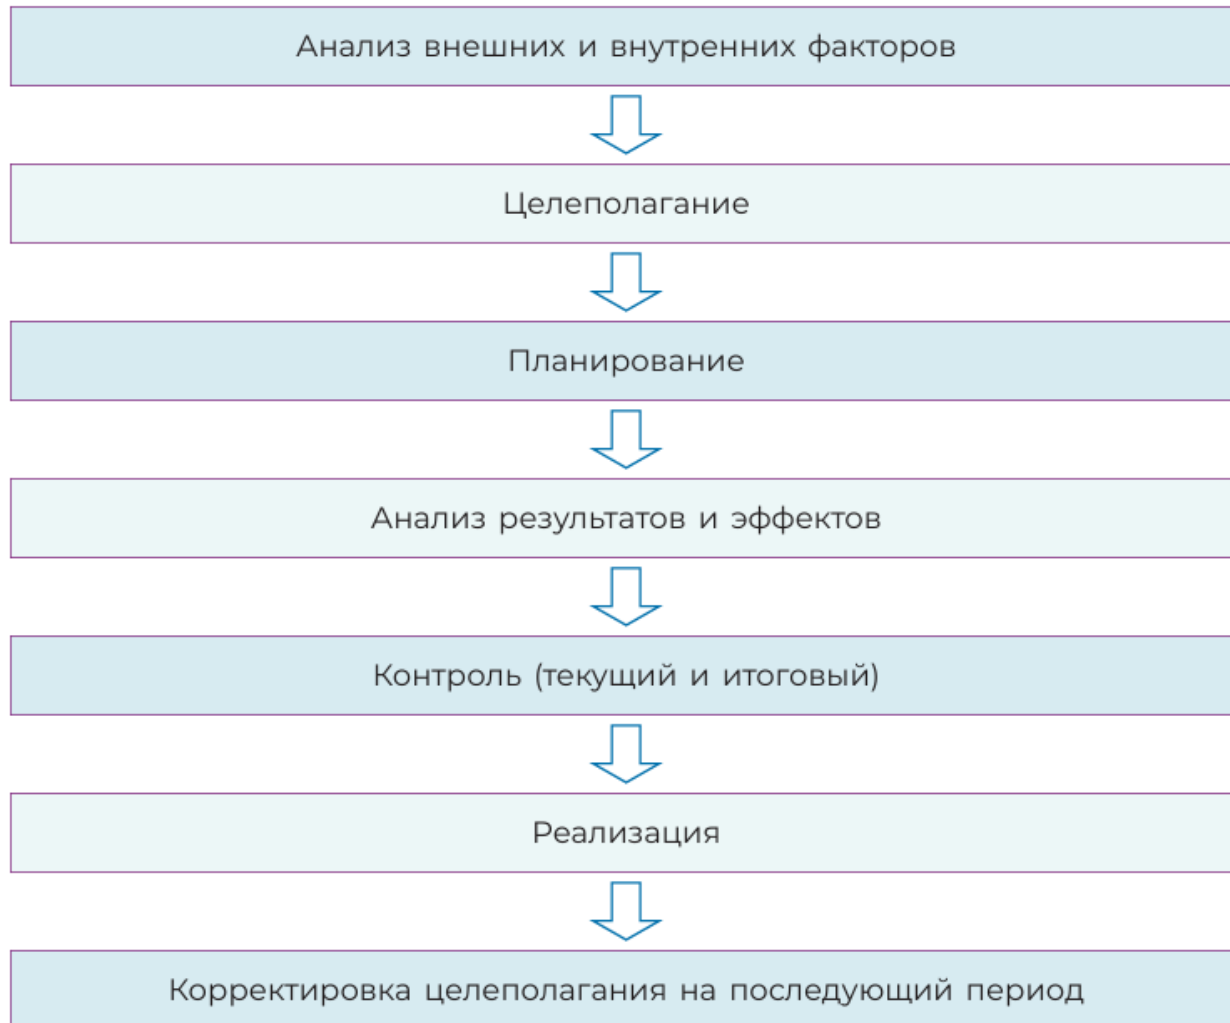 Анализ внешних и внутренних факторов
Целеполагание
Планирование
Анализ результатов и эффектов
Контроль (текущий и итоговый)
Реализация
Корректировка целеполагания на последующий период